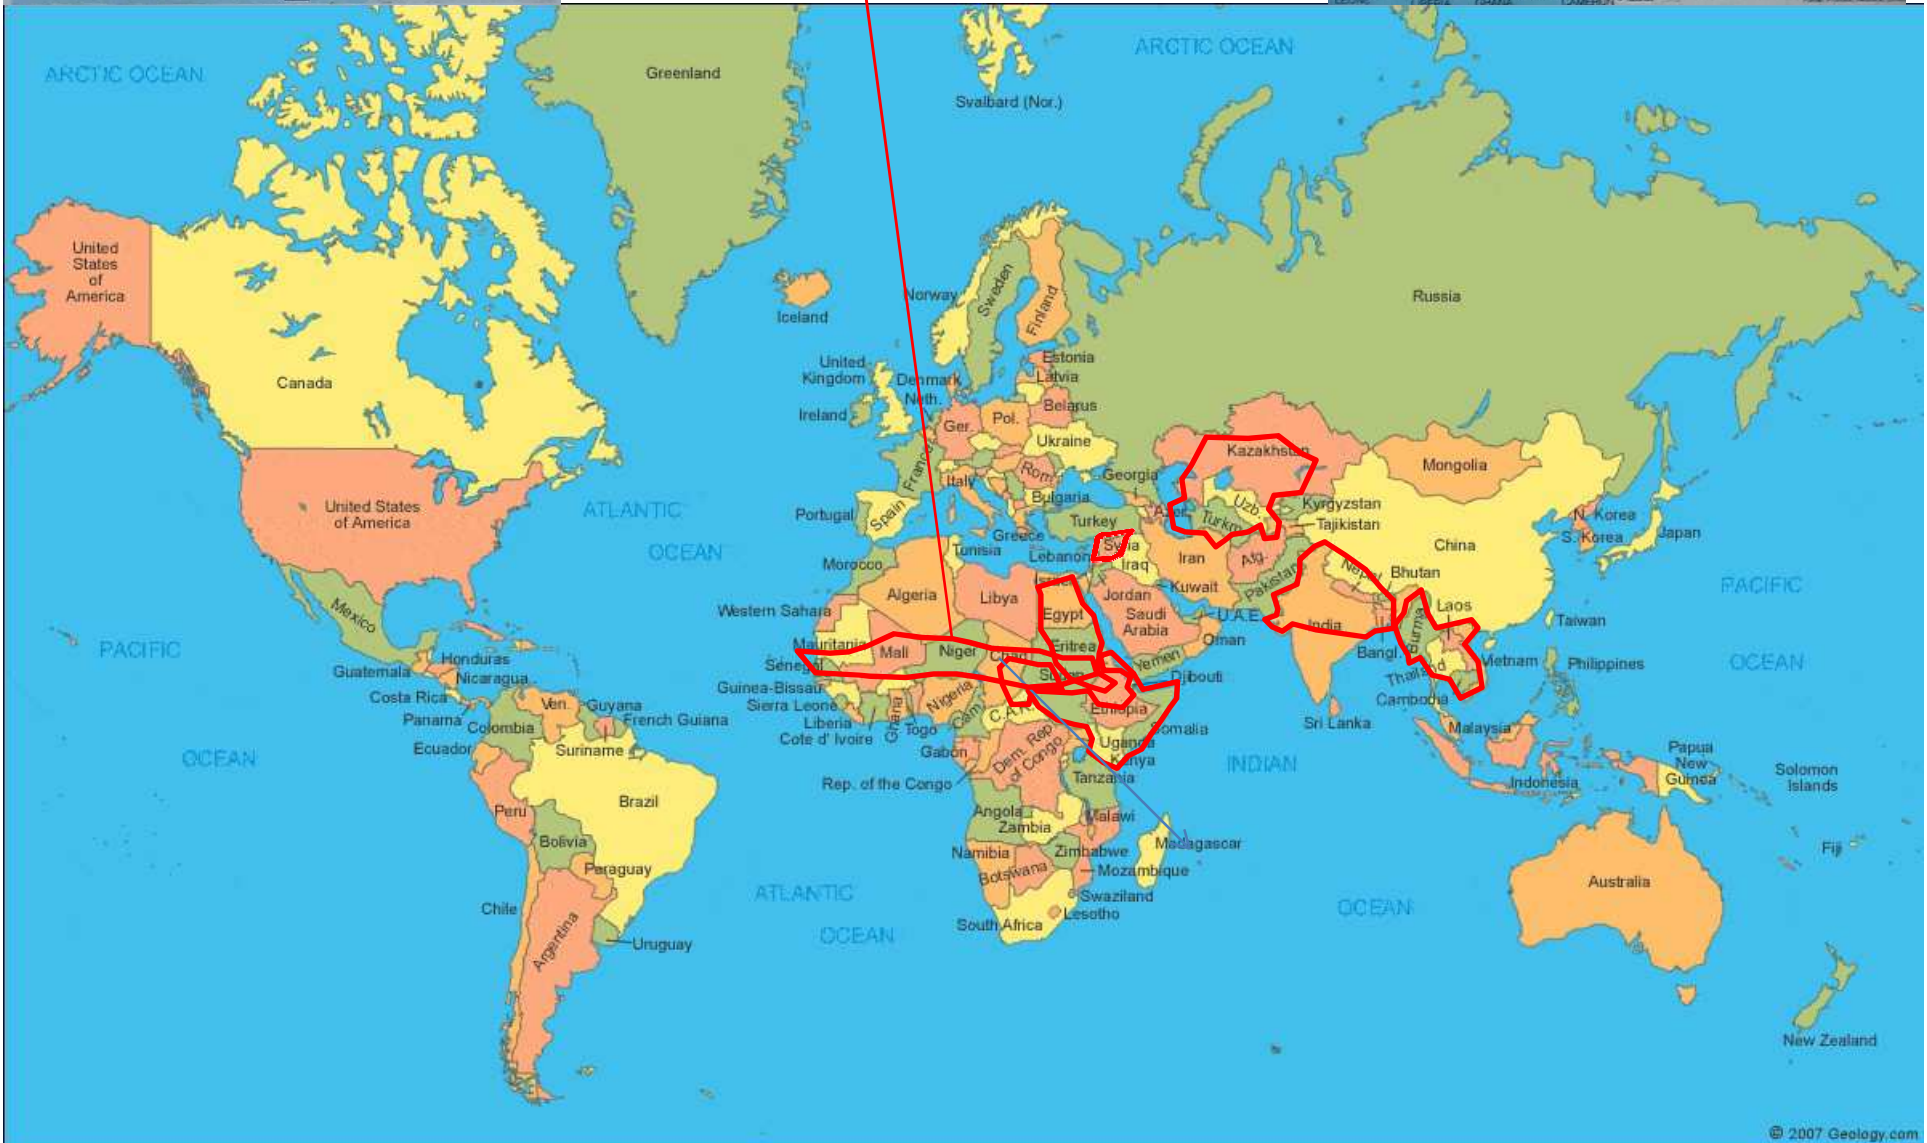 ARCTIC OCEAN
ARCTIC OCEAN
Greenland
Svalbard (Nor.)
United
States
of
America
Canada
Iceland
Norway
Sweden
Finland
Russia
United
Kingdom
Ireland
Denmark
Neth.
Estonia
Latvia
Belarus
Ger.
Pol.
Ukraine
France
Rom.
Italy
Bulgaria
Georgia
Kazakhstan
Mongolia
Portugal
Spain
Greece
Turkey
Azer.
Turkm.
Uzb.
Kyrgyzstan
Tajikistan
N. Korea
S. Korea
Japan
China
United States
of America
ATLANTIC
OCEAN
Morocco
Tunisia
Lebanon
Syria
Iraq
Iran
Afg.
Pakistan
Nepal
Bhutan
PACIFIC
Israel
Jordan
Kuwait
Algeria
Libya
Egypt
Saudi
Arabia
U.A.E.
Oman
India
Bangl.
Burma
Laos
Taiwan
Western Sahara
Mexico
PACIFIC
Mauritania
Mali
Niger
Chad
Eritrea
Yemen
Senegal
Sudan
Djibouti
Thailand
Vietnam
Philippines
OCEAN
Guatemala
Honduras
Nicaragua
Costa Rica
Panama
Guinea-Bissau
Sierra Leone
Liberia
Cote d' Ivoire
Ghana
Togo
Nigeria
Cam.
C.A.R.
Ethiopia
Somalia
Sri Lanka
Cambodia
Malaysia
Ven.
Guyana
French Guiana
Colombia
Suriname
Ecuador
Gabon
Rep. of the Congo
Dem. Rep.
of Congo
Uganda
Kenya
Tanzania
INDIAN
Indonesia
Papua
New
Guinea
Solomon
Islands
OCEAN
Peru
Brazil
Angola
Zambia
Malawi
Bolivia
Namibia
Botswana
Zimbabwe
Mozambique
Madagascar
Fiji
Paraguay
ATLANTIC
OCEAN
Swaziland
Lesotho
South Africa
OCEAN
Australia
Chile
Argentina
Uruguay
New Zealand
© 2007 Geology.com